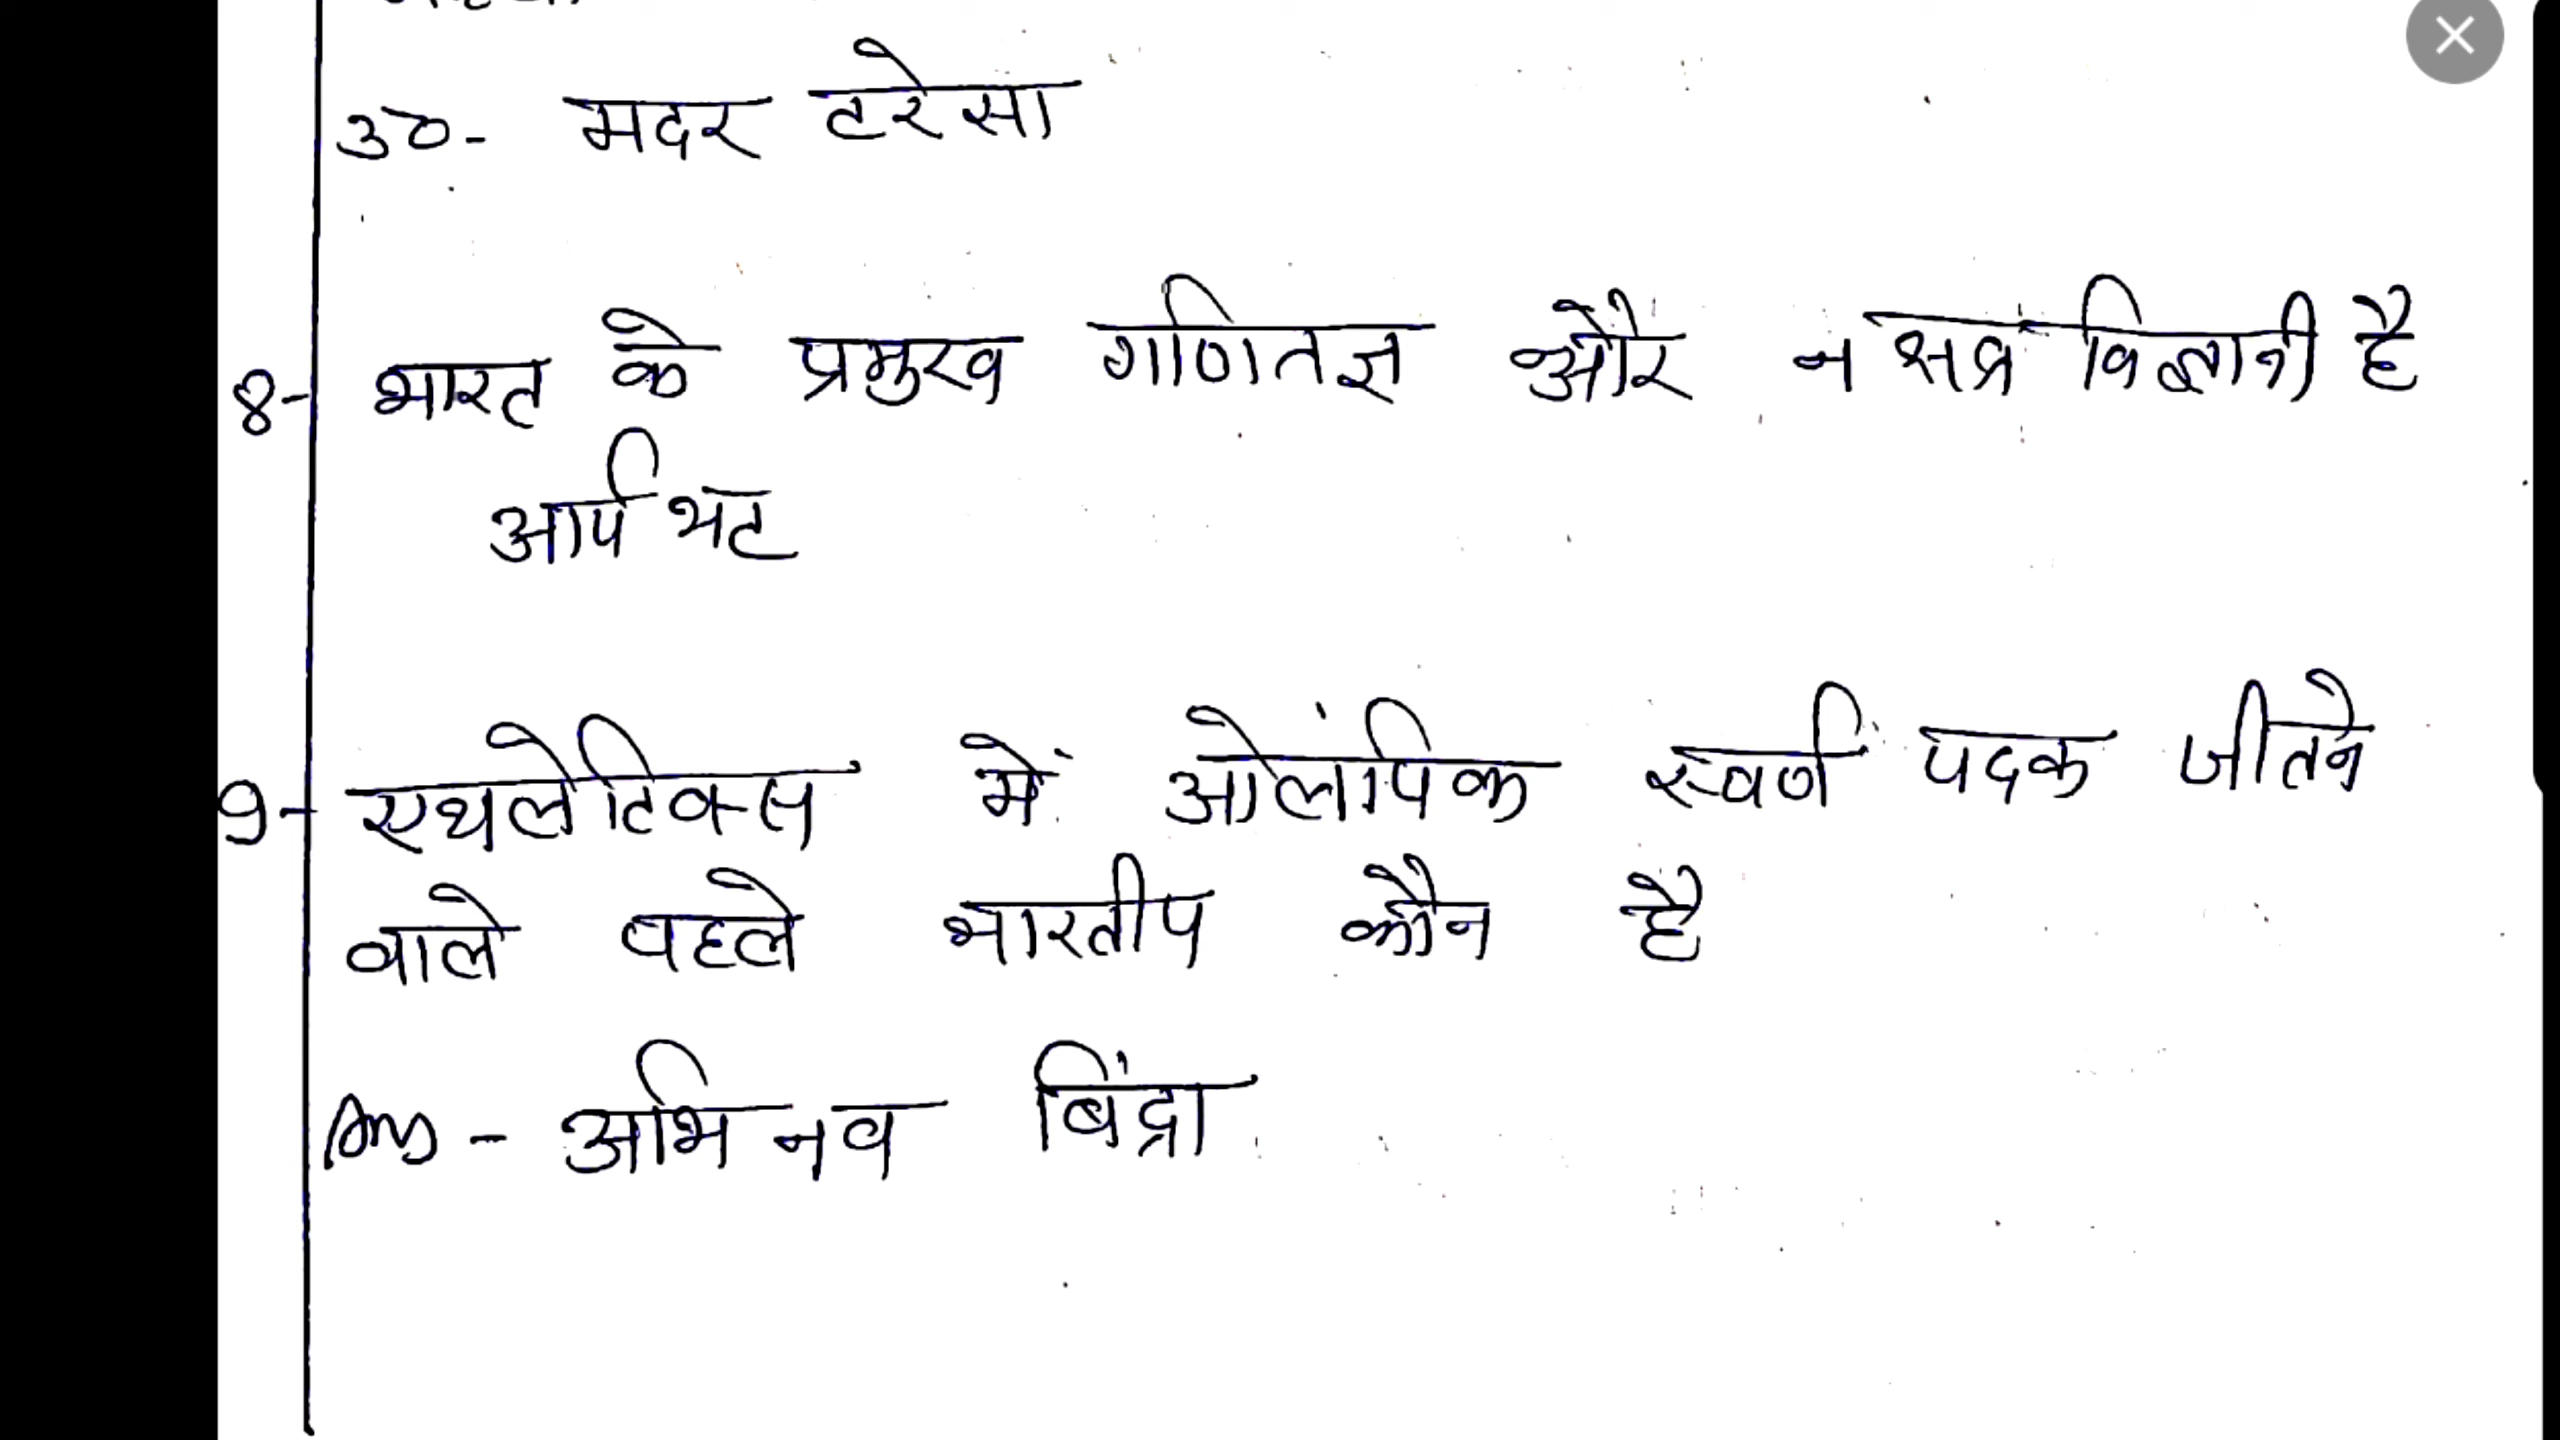 उ०- मदर टेरेसा
8- भारत के प्रमुख गणितज्ञ और नक्षत्र विज्ञानी है
आर्यभट
9- एथलेटिक्स में ओलंपिक स्वर्ण पदक जीतने
वाले पहले भारतीय कौन है
Ans - अभिनव बिंद्रा